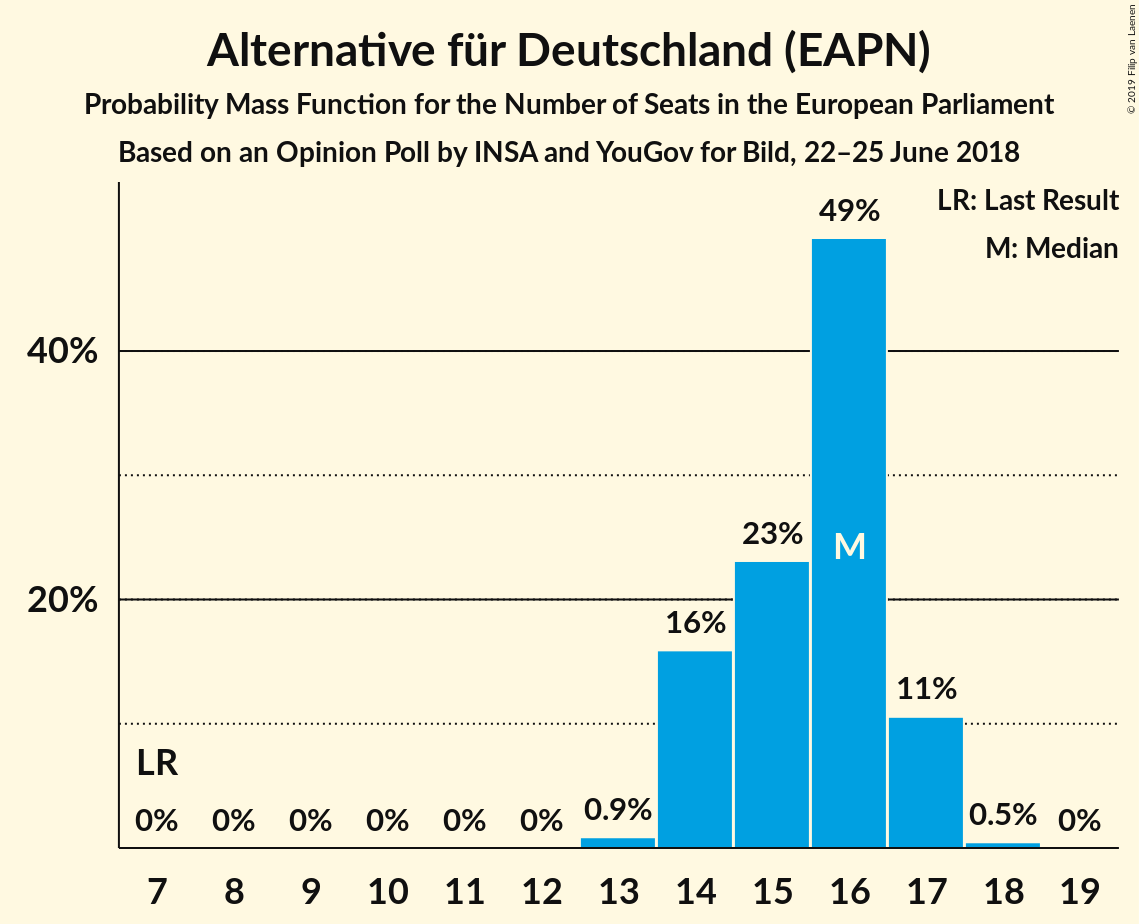 Alternative für Deutschland (EAPN)
Probability Mass Function for the Number of Seats in the European Parliament
Based on an Opinion Poll by INSA and YouGov for Bild, 22–25 June 2018
© 2019 Filip van Laenen
LR: Last Result
M: Median
49%
40%
23%
M
20%
16%
11%
LR
0% 0% 0% 0% 0% 0% 0.9% 0.5% 0%
7 8 9 10 11 12 13 14 15 16 17 18 19